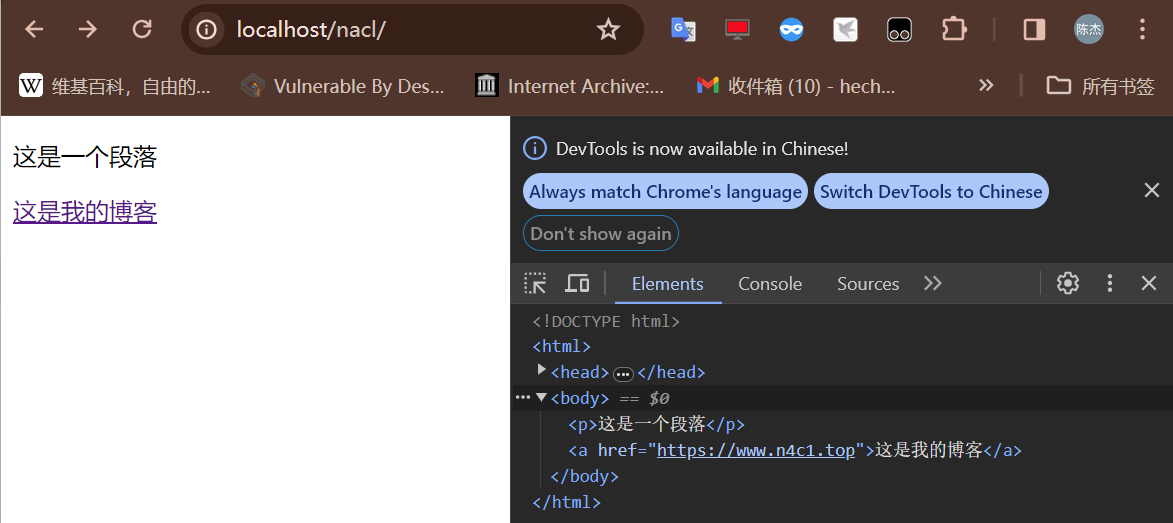 localhost/nacl/
陈杰
维基百科，自由的... Vulnerable By Des... Internet Archive:... 收件箱 (10) - hech... 所有书签
这是一个段落
这是我的博客
DevTools is now available in Chinese!
Always match Chrome's language Switch DevTools to Chinese
Don't show again
Elements Console Sources
<!DOCTYPE html>
<html>
<head>…</head>
<body> == $0
<p>这是一个段落</p>
<a href="https://www.n4c1.top">这是我的博客</a>
</body>
</html>